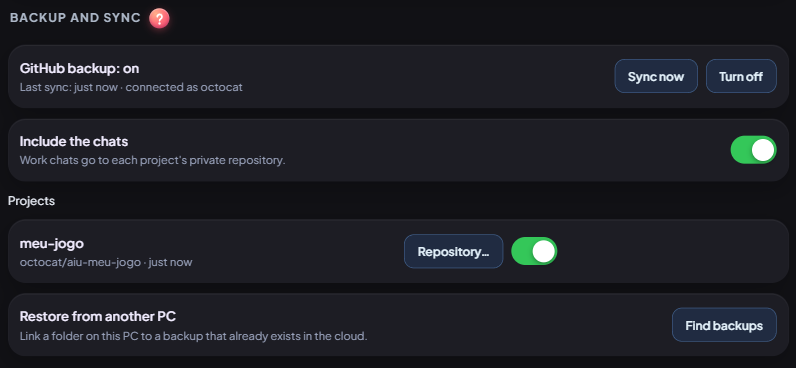 BACKUP AND SYNC ?
GitHub backup: on
Last sync: just now · connected as octocat
Sync now
Turn off
Include the chats
Work chats go to each project's private repository.
Projects
meu-jogo
octocat/aiu-meu-jogo · just now
Repository...
Restore from another PC
Link a folder on this PC to a backup that already exists in the cloud.
Find backups